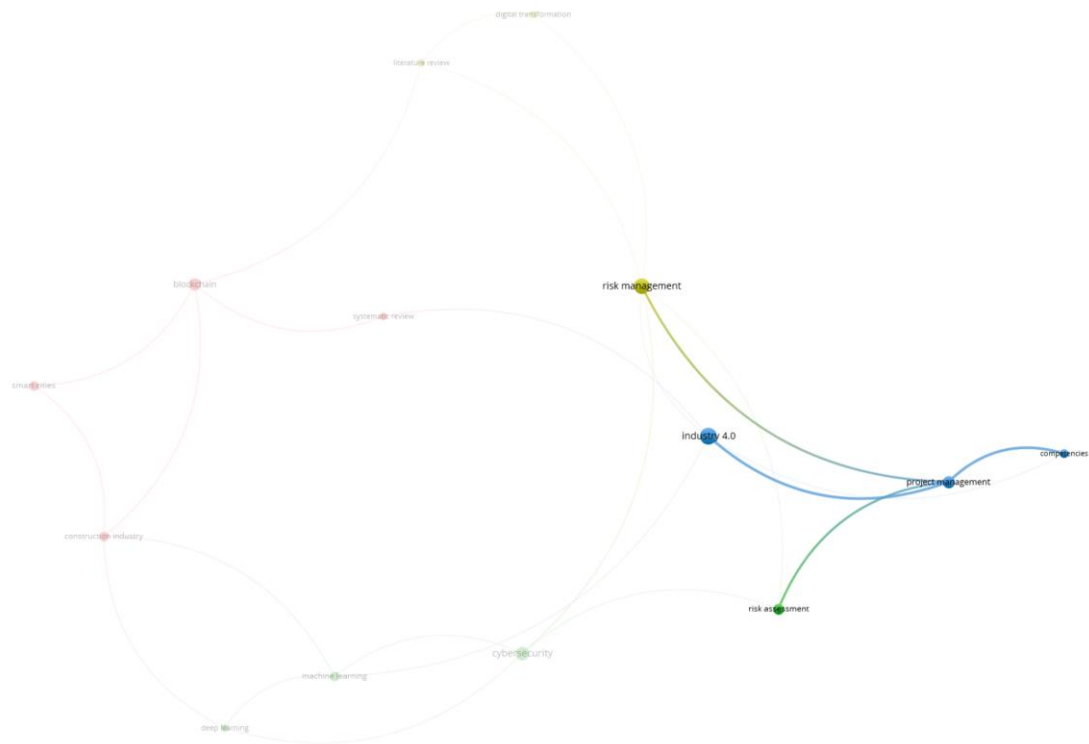 digital transformation
literature review
blockchain
risk management
systematic review
smart cities
industry 4.0
competencies
project management
construction industry
risk assessment
cybersecurity
machine learning
deep learning